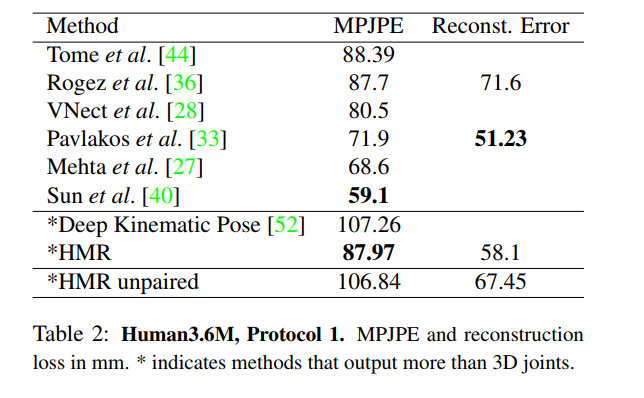 Method MPJPE Reconst. Error
Tome et al. [44] 88.39
Rogez et al. [36] 87.7 71.6
VNect [28] 80.5
Pavlakos et al. [33] 71.9 51.23
Mehta et al. [27] 68.6
Sun et al. [40] 59.1
*Deep Kinematic Pose [52] 107.26
*HMR 87.97 58.1
*HMR unpaired 106.84 67.45
Table 2: Human3.6M, Protocol 1. MPJPE and reconstruction
loss in mm. * indicates methods that output more than 3D joints.